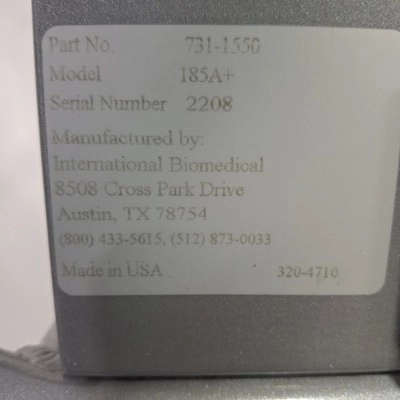 Part No. 731-1550
Model 185A+
Serial Number 2208
Manufactured by:
International Biomedical
8508 Cross Park Drive
Austin, TX 78754
(800) 433-5615, (512) 873-0033
Made in USA 320-4710